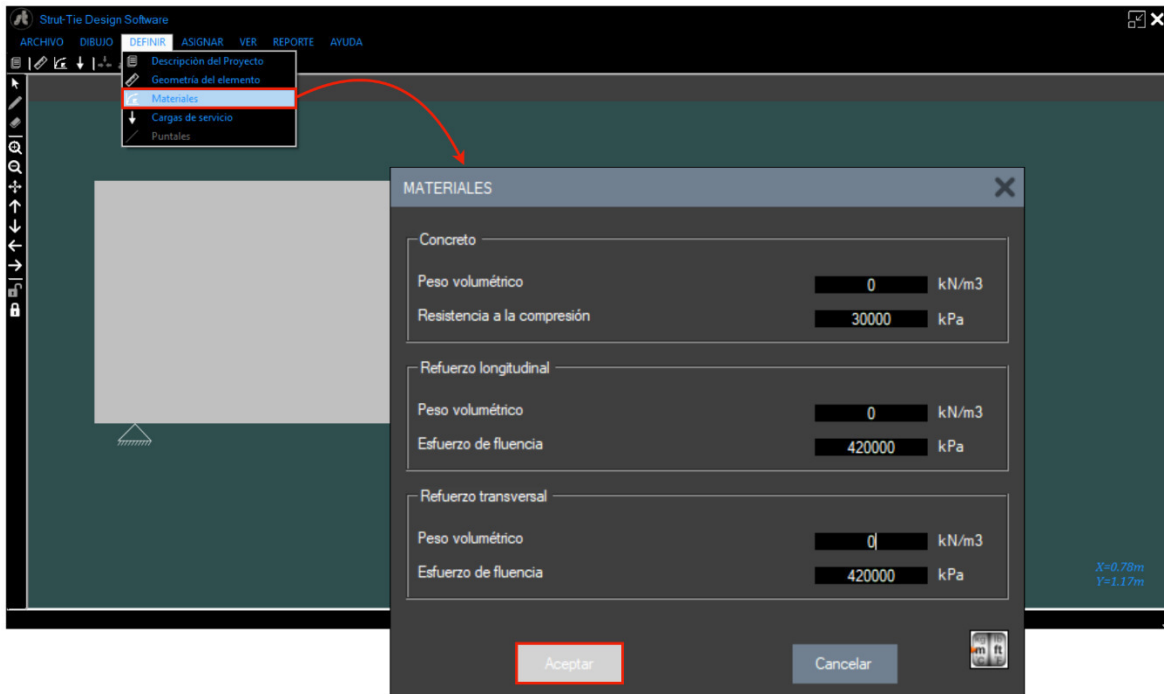 Strut-Tie Design Software
ARCHIVO DIBUJO DEFINIR ASIGNAR VER REPORTE AYUDA
Descripción del Proyecto
Geometría del elemento
Materiales
Cargas de servicio
Puntales
MATERIALES
Concreto
Peso volumétrico 0 kN/m3
Resistencia a la compresión 30000 kPa
Refuerzo longitudinal
Peso volumétrico 0 kN/m3
Esfuerzo de fluencia 420000 kPa
Refuerzo transversal
Peso volumétrico 0 kN/m3
Esfuerzo de fluencia 420000 kPa
X=0.78m
Y=1.17m
Aceptar Cancelar
m ft